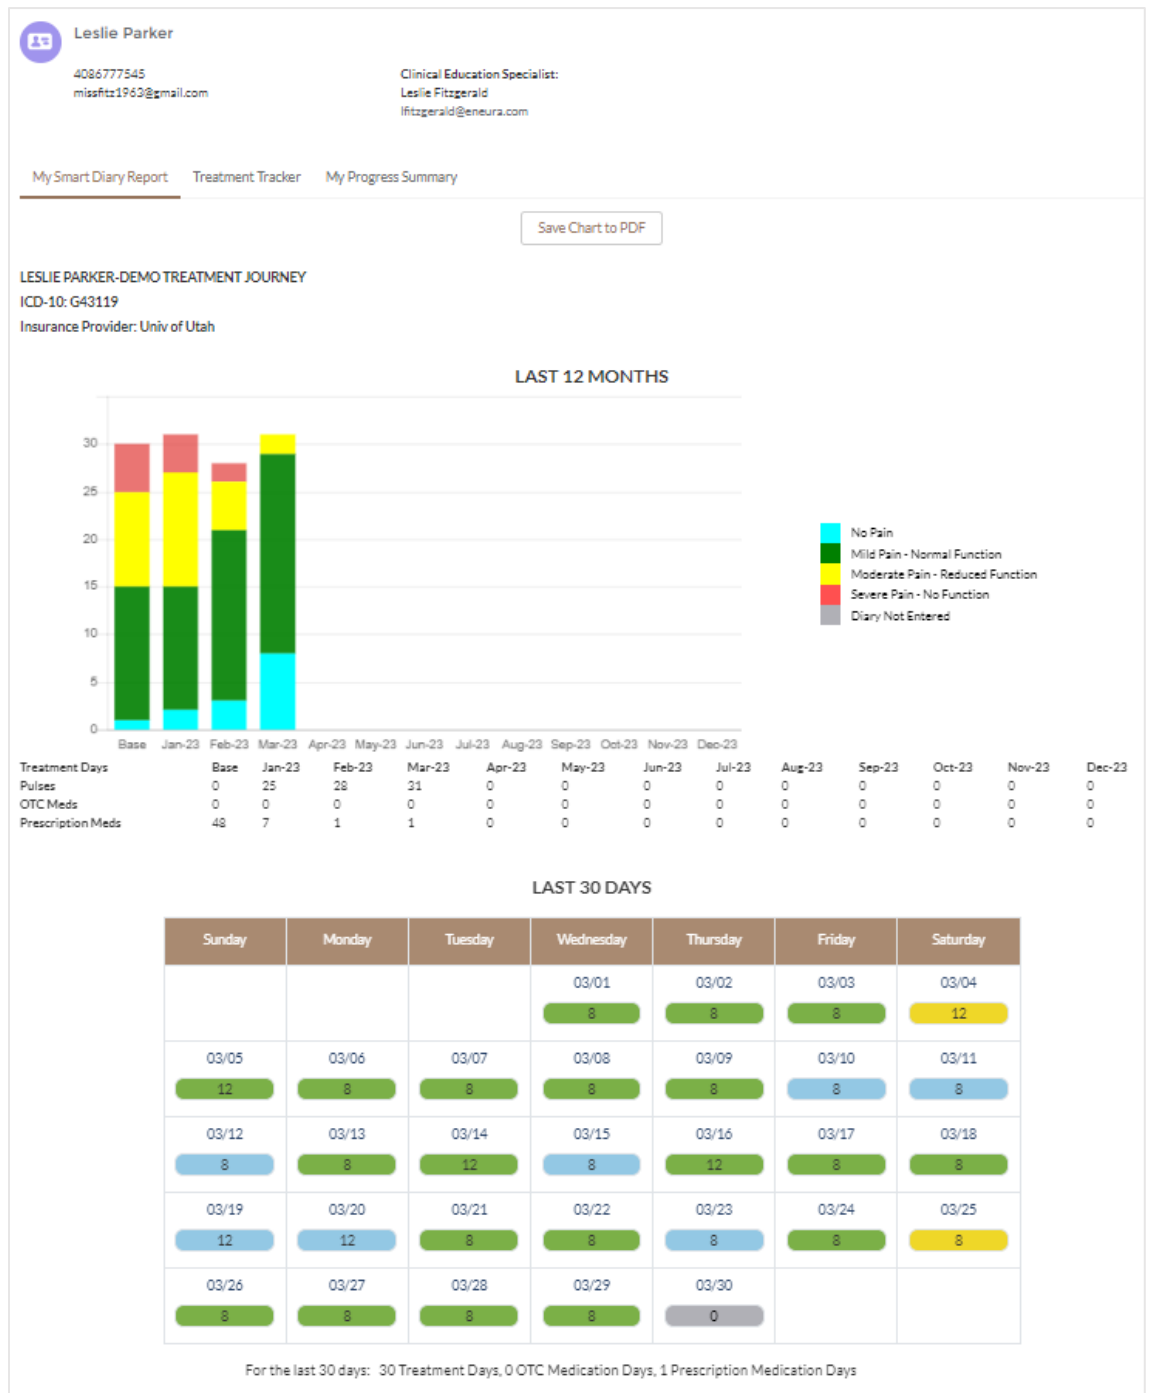 Leslie Parker
4086777545
Clinical Education Specialist:
missfitz1963@gmail.com
Leslie Fitzgerald
lfitzgerald@eneura.com
My Smart Diary Report Treatment Tracker My Progress Summary
Save Chart to PDF
LESLIE PARKER-DEMO TREATMENT JOURNEY
ICD-10: G43119
Insurance Provider: Univ of Utah
LAST 12 MONTHS
30
25
20
15
10
5
0
Base Jan-23 Feb-23 Mar-23 Apr-23 May-23 Jun-23 Jul-23 Aug-23 Sep-23 Oct-23 Nov-23 Dec-23
No Pain
Mild Pain - Normal Function
Moderate Pain - Reduced Function
Severe Pain - No Function
Diary Not Entered
Treatment Days Base Jan-23 Feb-23 Mar-23 Apr-23 May-23 Jun-23 Jul-23 Aug-23 Sep-23 Oct-23 Nov-23 Dec-23
Pulses 0 25 28 31 0 0 0 0 0 0 0 0 0
OTC Meds 0 0 0 0 0 0 0 0 0 0 0 0 0
Prescription Meds 48 7 1 1 0 0 0 0 0 0 0 0 0
LAST 30 DAYS
Sunday Monday Tuesday Wednesday Thursday Friday Saturday
03/01 03/02 03/03 03/04
8 8 8 12
03/05 03/06 03/07 03/08 03/09 03/10 03/11
12 8 8 8 8 8 8
03/12 03/13 03/14 03/15 03/16 03/17 03/18
8 8 12 8 12 8 8
03/19 03/20 03/21 03/22 03/23 03/24 03/25
12 12 8 8 8 8 8
03/26 03/27 03/28 03/29 03/30
8 8 8 8 0
For the last 30 days: 30 Treatment Days, 0 OTC Medication Days, 1 Prescription Medication Days